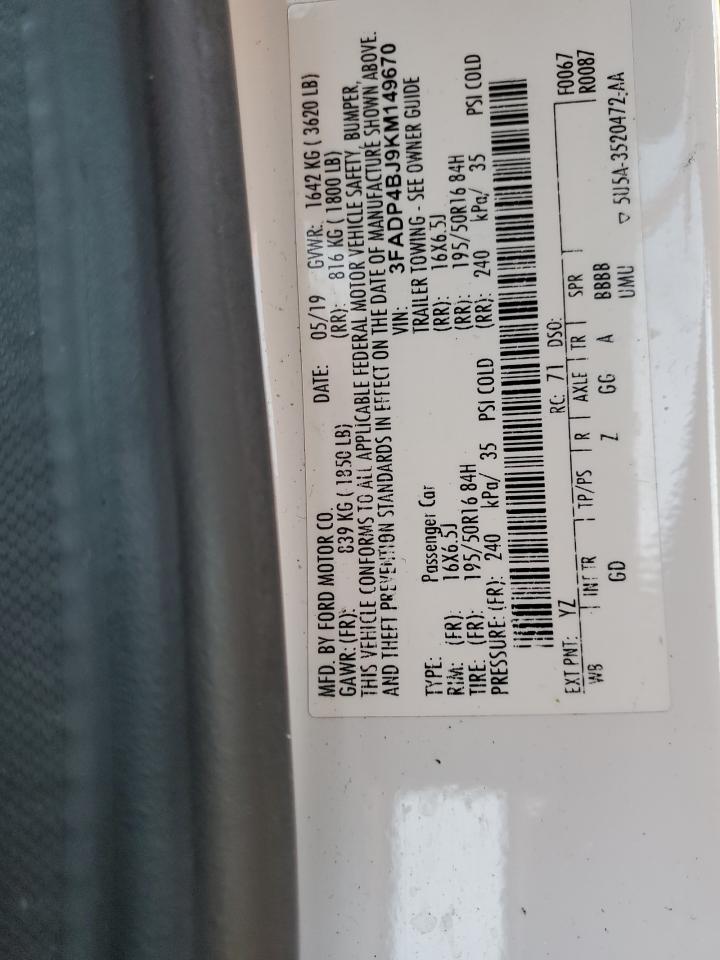 MFD. BY FORD MOTOR CO. DATE: 05/19 GVWR: 1642 KG ( 3620 LB)
GAWR: (FR): 839 KG ( 1850 LB) (RR): 816 KG ( 1800 LB)
THIS VEHICLE CONFORMS TO ALL APPLICABLE FEDERAL MOTOR VEHICLE SAFETY, BUMPER,
AND THEFT PREVENTION STANDARDS IN EFFECT ON THE DATE OF MANUFACTURE SHOWN ABOVE.
VIN: 3FADP4BJ9KM149670
TYPE: Passenger Car TRAILER TOWING - SEE OWNER GUIDE
RIM: (FR): 16X6.5J (RR): 16X6.5J
TIRE: (FR): 195/50R16 84H (RR): 195/50R16 84H
PRESSURE: (FR): 240 kPa/ 35 PSI COLD (RR): 240 kPa/ 35 PSI COLD
EXT PNT: YZ RC: 71 DSO: F0067
WB INT TR TP/PS R AXLE TR SPR R0087
GD Z GG A BBBB
UMU ▽ 5U5A-3520472-AA